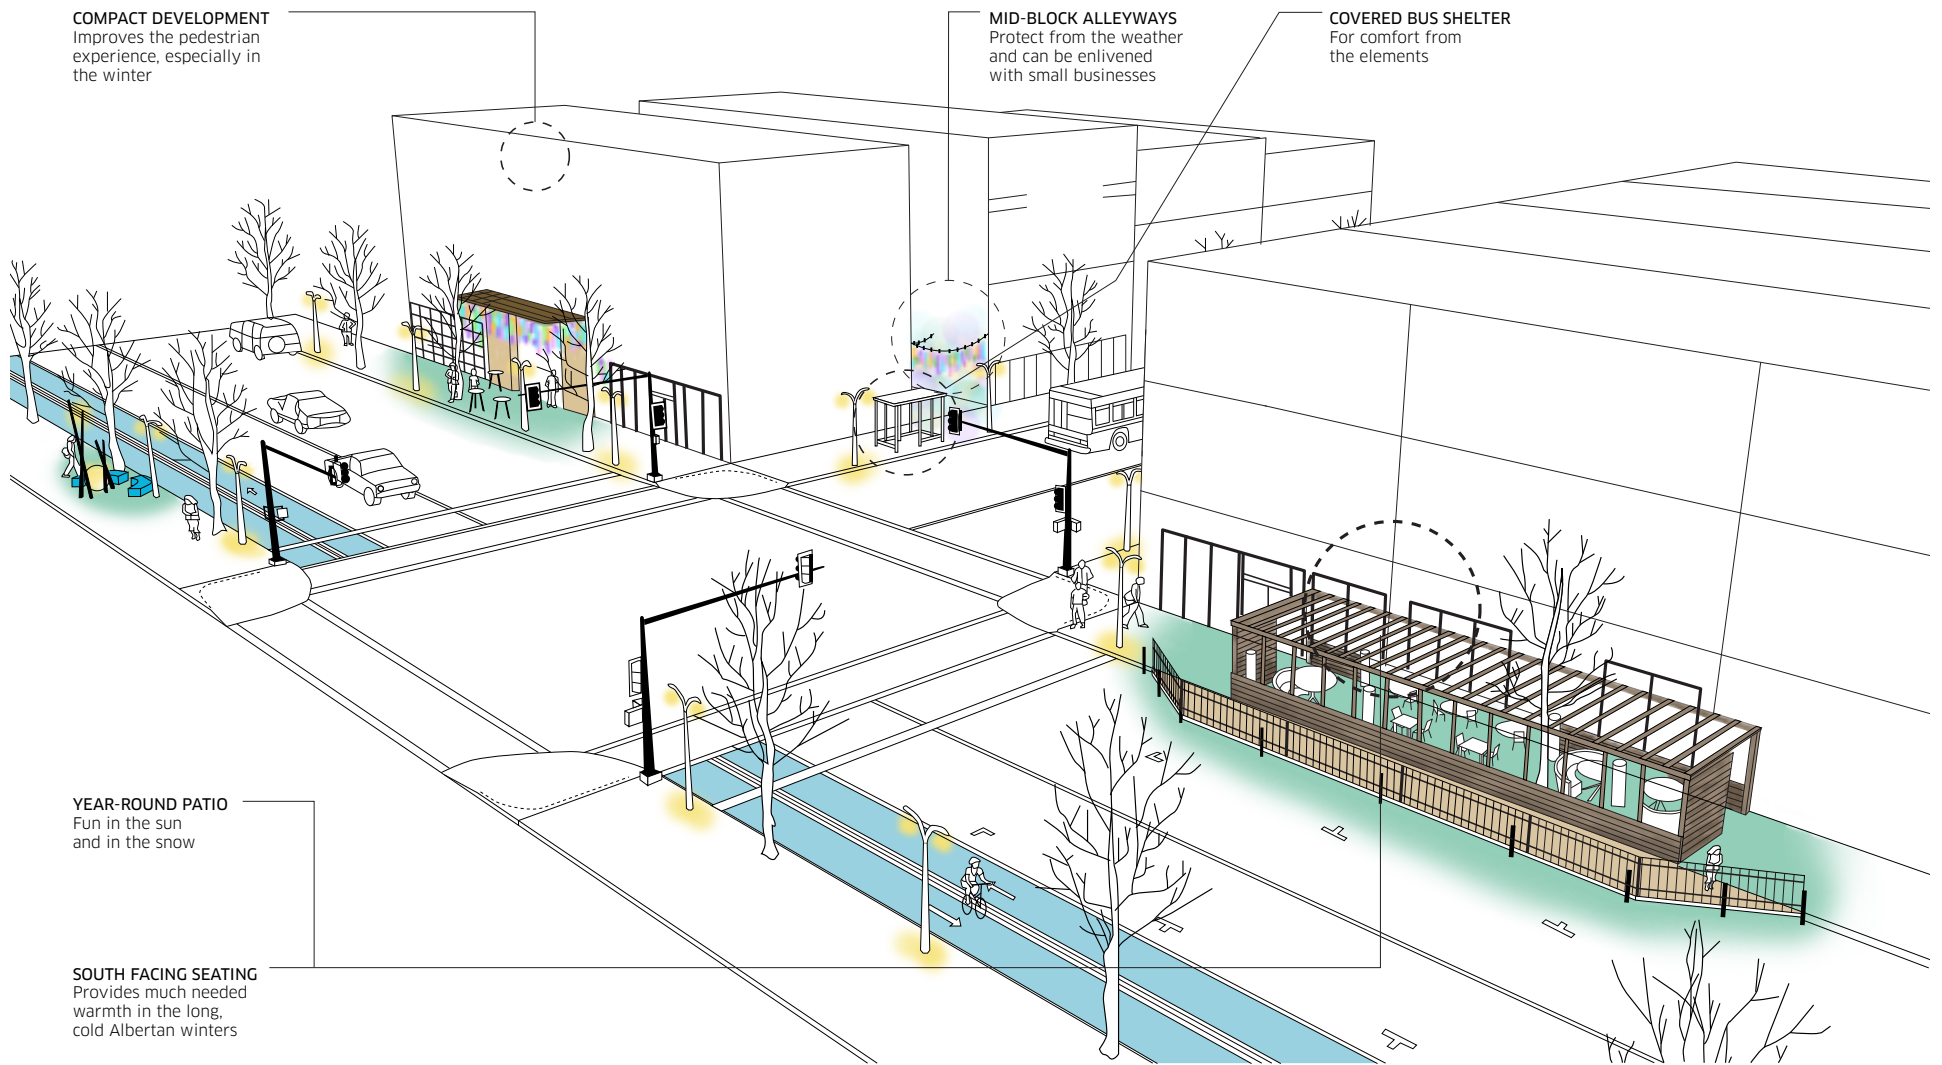 COMPACT DEVELOPMENT
Improves the pedestrian
experience, especially in
the winter
MID-BLOCK ALLEYWAYS
Protect from the weather
and can be enlivened
with small businesses
COVERED BUS SHELTER
For comfort from
the elements
YEAR-ROUND PATIO
Fun in the sun
and in the snow
SOUTH FACING SEATING
Provides much needed
warmth in the long,
cold Albertan winters